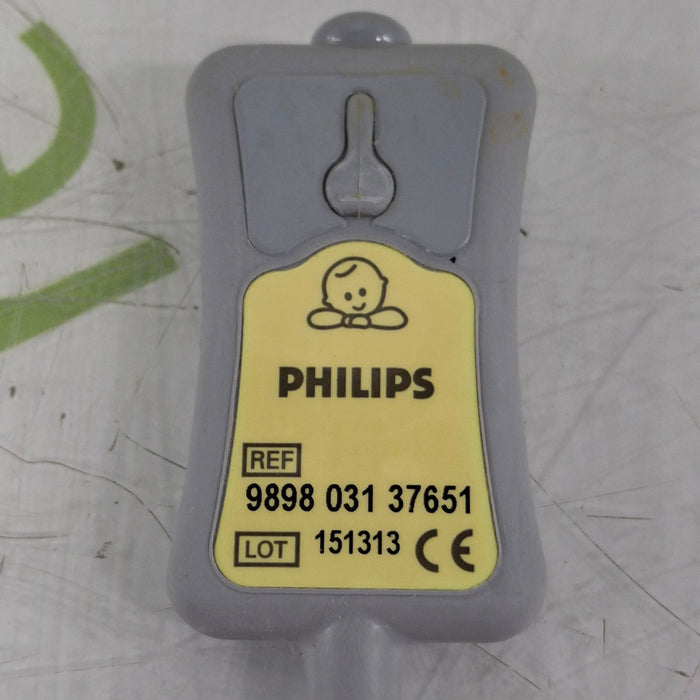 PHILIPS
REF
9898 031 37651
LOT 151313 CE